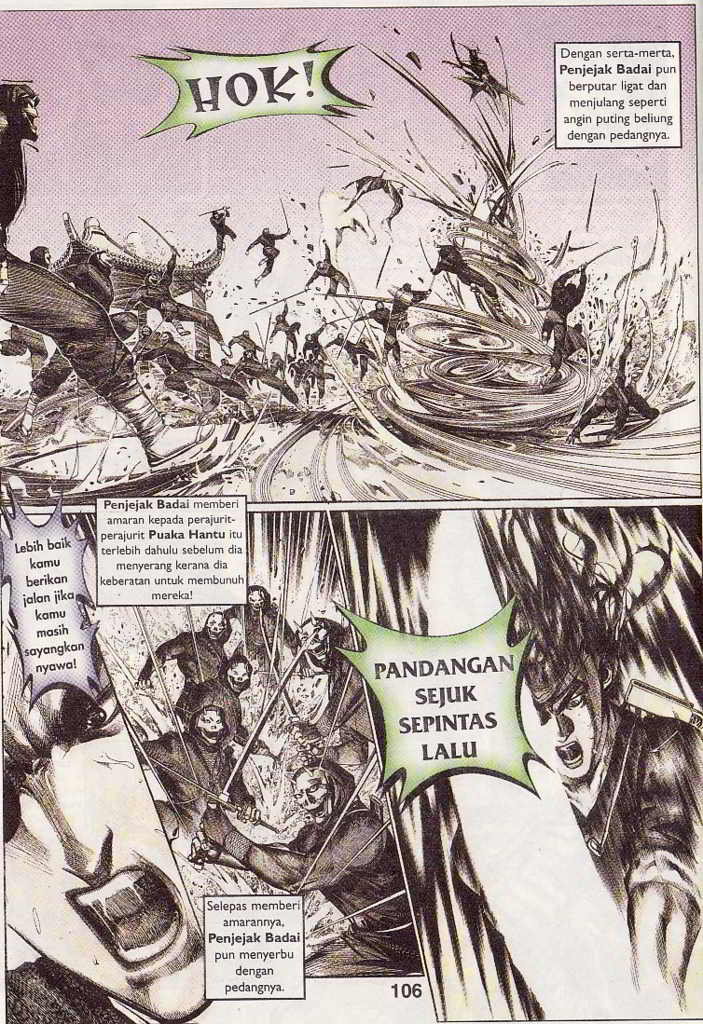 HOK!
Dengan serta-merta,
Penjejak Badai pun
berputar ligat dan
menjulang seperti
angin puting beliung
dengan pedangnya.
Lebih baik
kamu
berikan
jalan jika
kamu
masih
sayangkan
nyawa!
Penjejak Badai memberi
amaran kepada perajurit-
perajurit Puaka Hantu itu
terlebih dahulu sebelum dia
menyerang kerana dia
keberatan untuk membunuh
mereka!
PANDANGAN
SEJUK
SEPINTAS
LALU
Selepas memberi
amarannya,
Penjejak Badai
pun menyerbu
dengan
pedangnya.
106